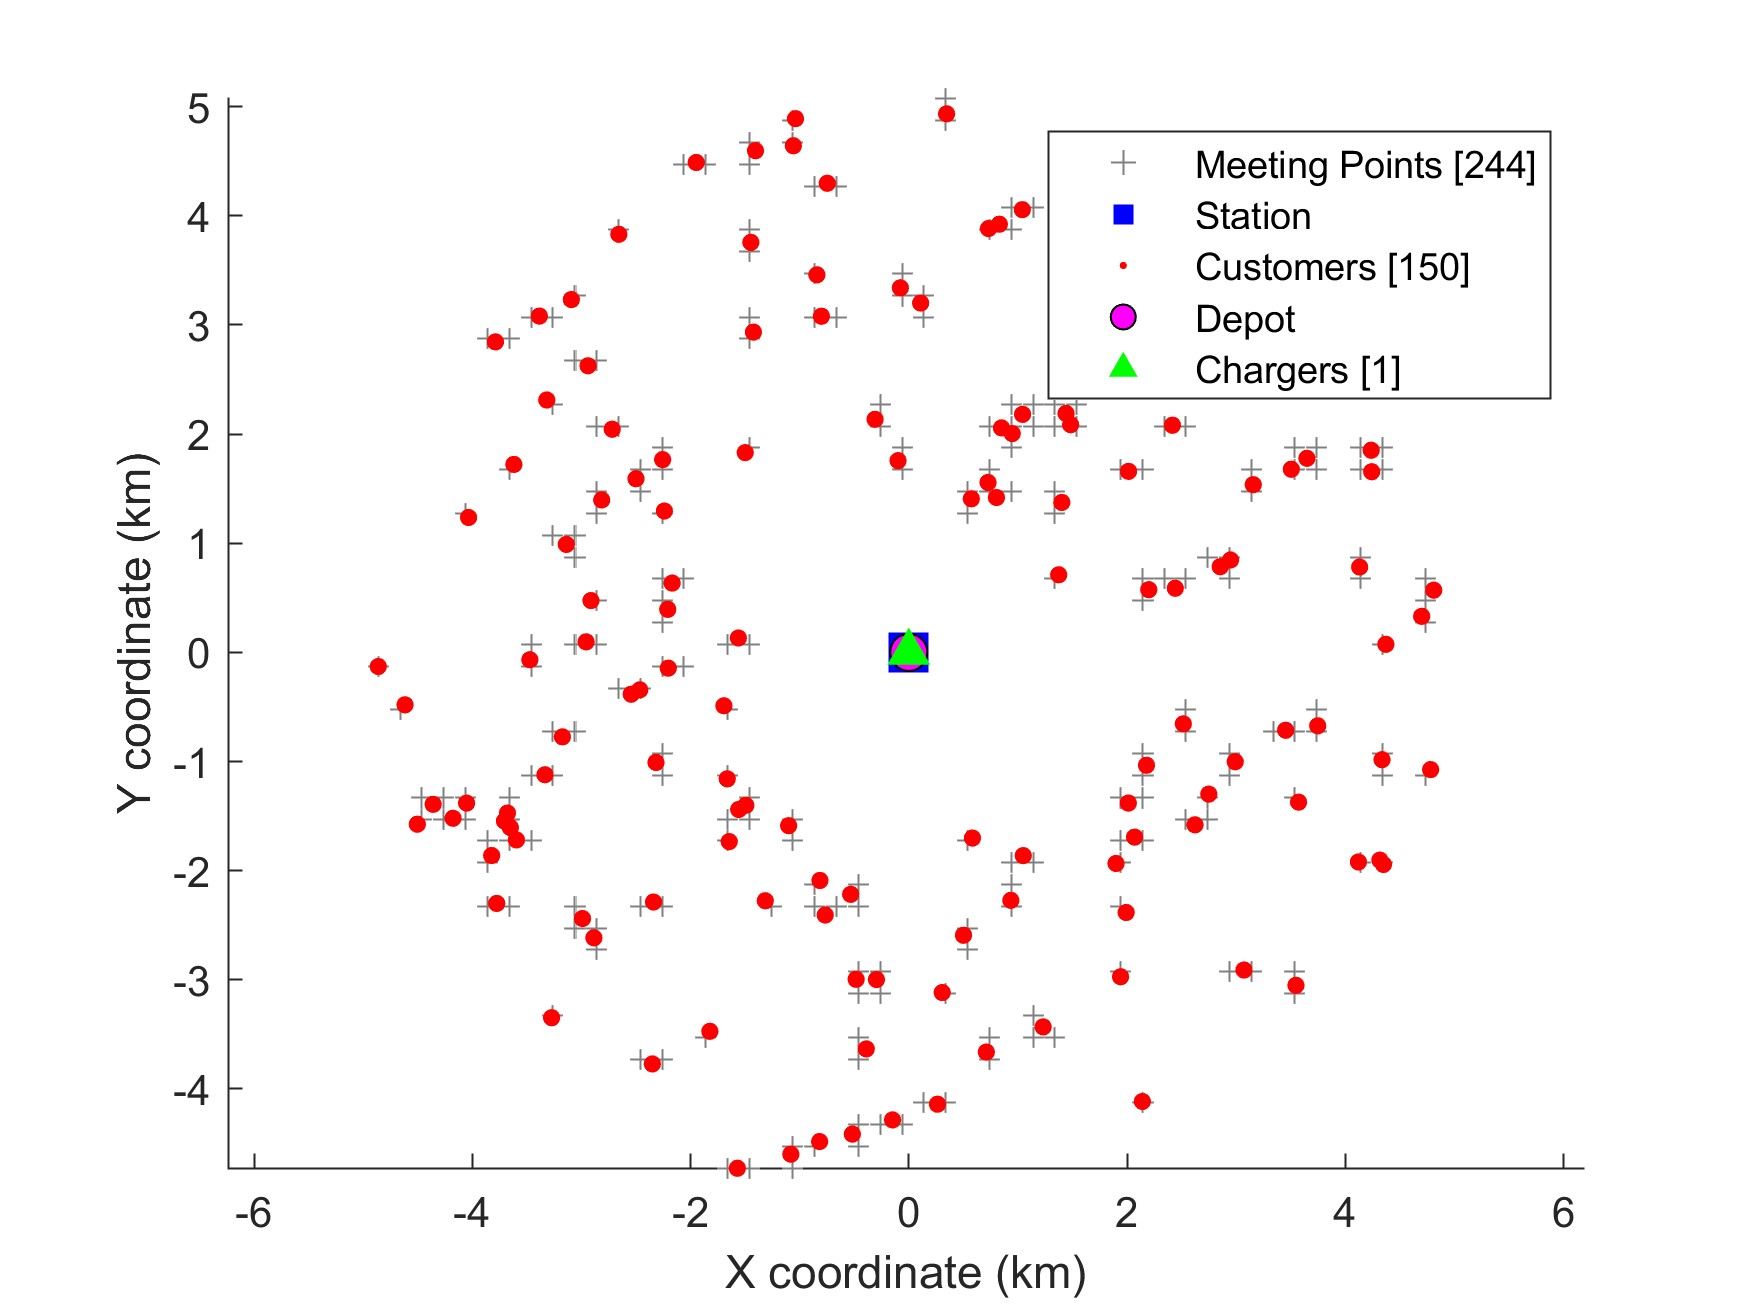 5
4
3
2
1
0
-1
-2
-3
-4
Y coordinate (km)
Meeting Points [244]
Station
Customers [150]
Depot
Chargers [1]
-6 -4 -2 0 2 4 6
X coordinate (km)